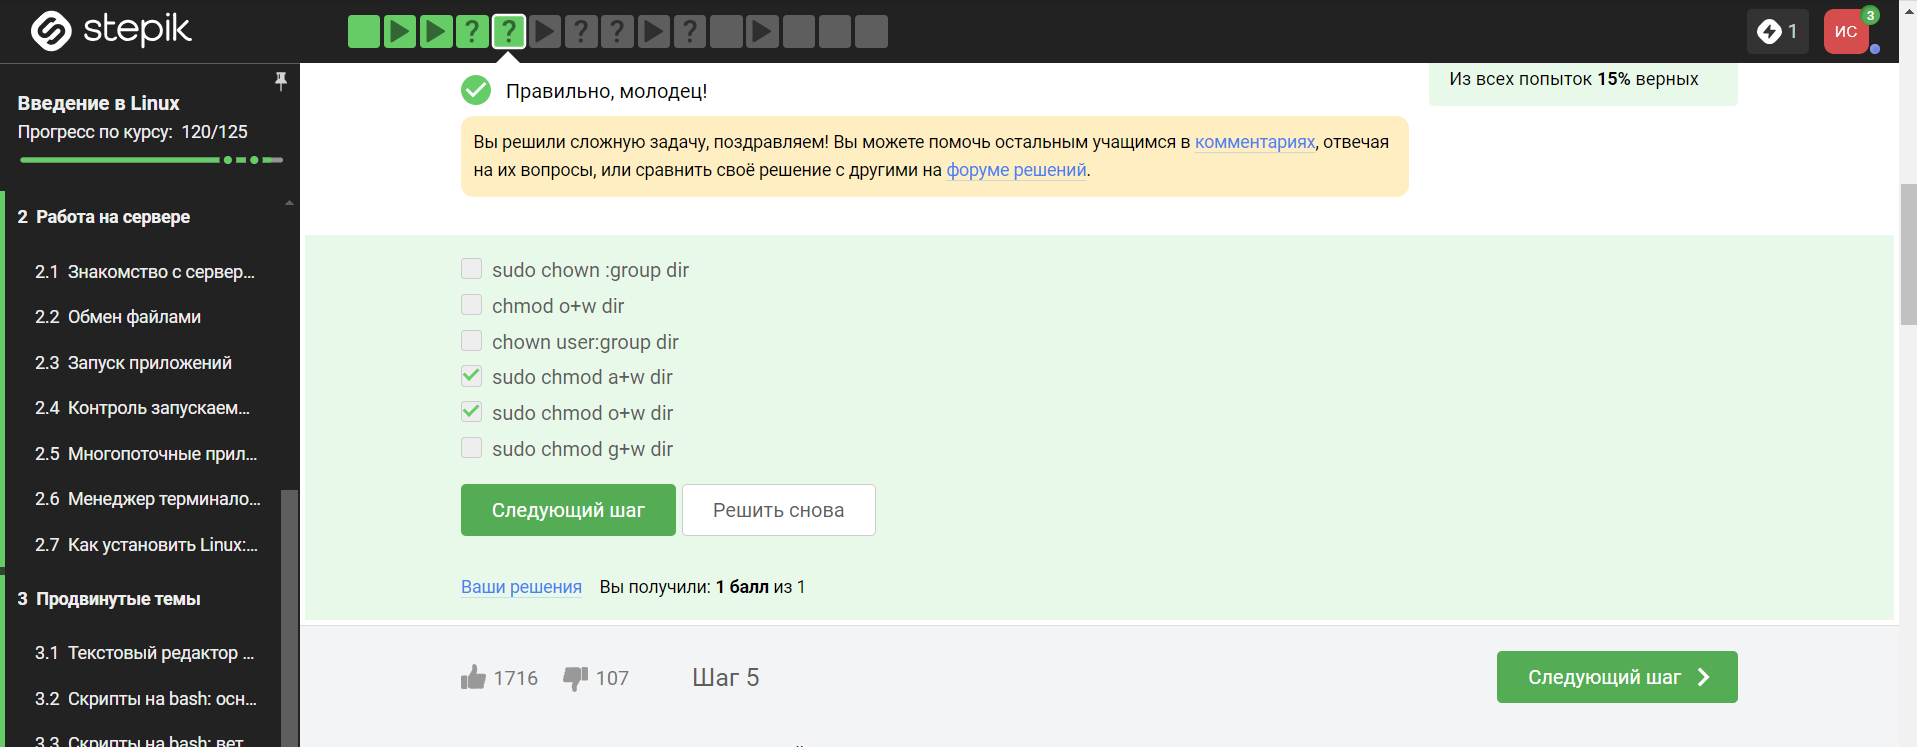 stepik
? ? ? ? ?
1
ИС
3
Введение в Linux
Прогресс по курсу: 120/125
2 Работа на сервере
2.1 Знакомство с сервер...
2.2 Обмен файлами
2.3 Запуск приложений
2.4 Контроль запускаем...
2.5 Многопоточные прил...
2.6 Менеджер терминало...
2.7 Как установить Linux:...
3 Продвинутые темы
3.1 Текстовый редактор ...
3.2 Скрипты на bash: осн...
3.3 Скрипты на bash: вет...
Правильно, молодец!
Из всех попыток 15% верных
Вы решили сложную задачу, поздравляем! Вы можете помочь остальным учащимся в комментариях, отвечая
на их вопросы, или сравнить своё решение с другими на форуме решений.
sudo chown :group dir
chmod o+w dir
chown user:group dir
sudo chmod a+w dir
sudo chmod o+w dir
sudo chmod g+w dir
Следующий шаг
Решить снова
Ваши решения Вы получили: 1 балл из 1
1716 107 Шаг 5
Следующий шаг